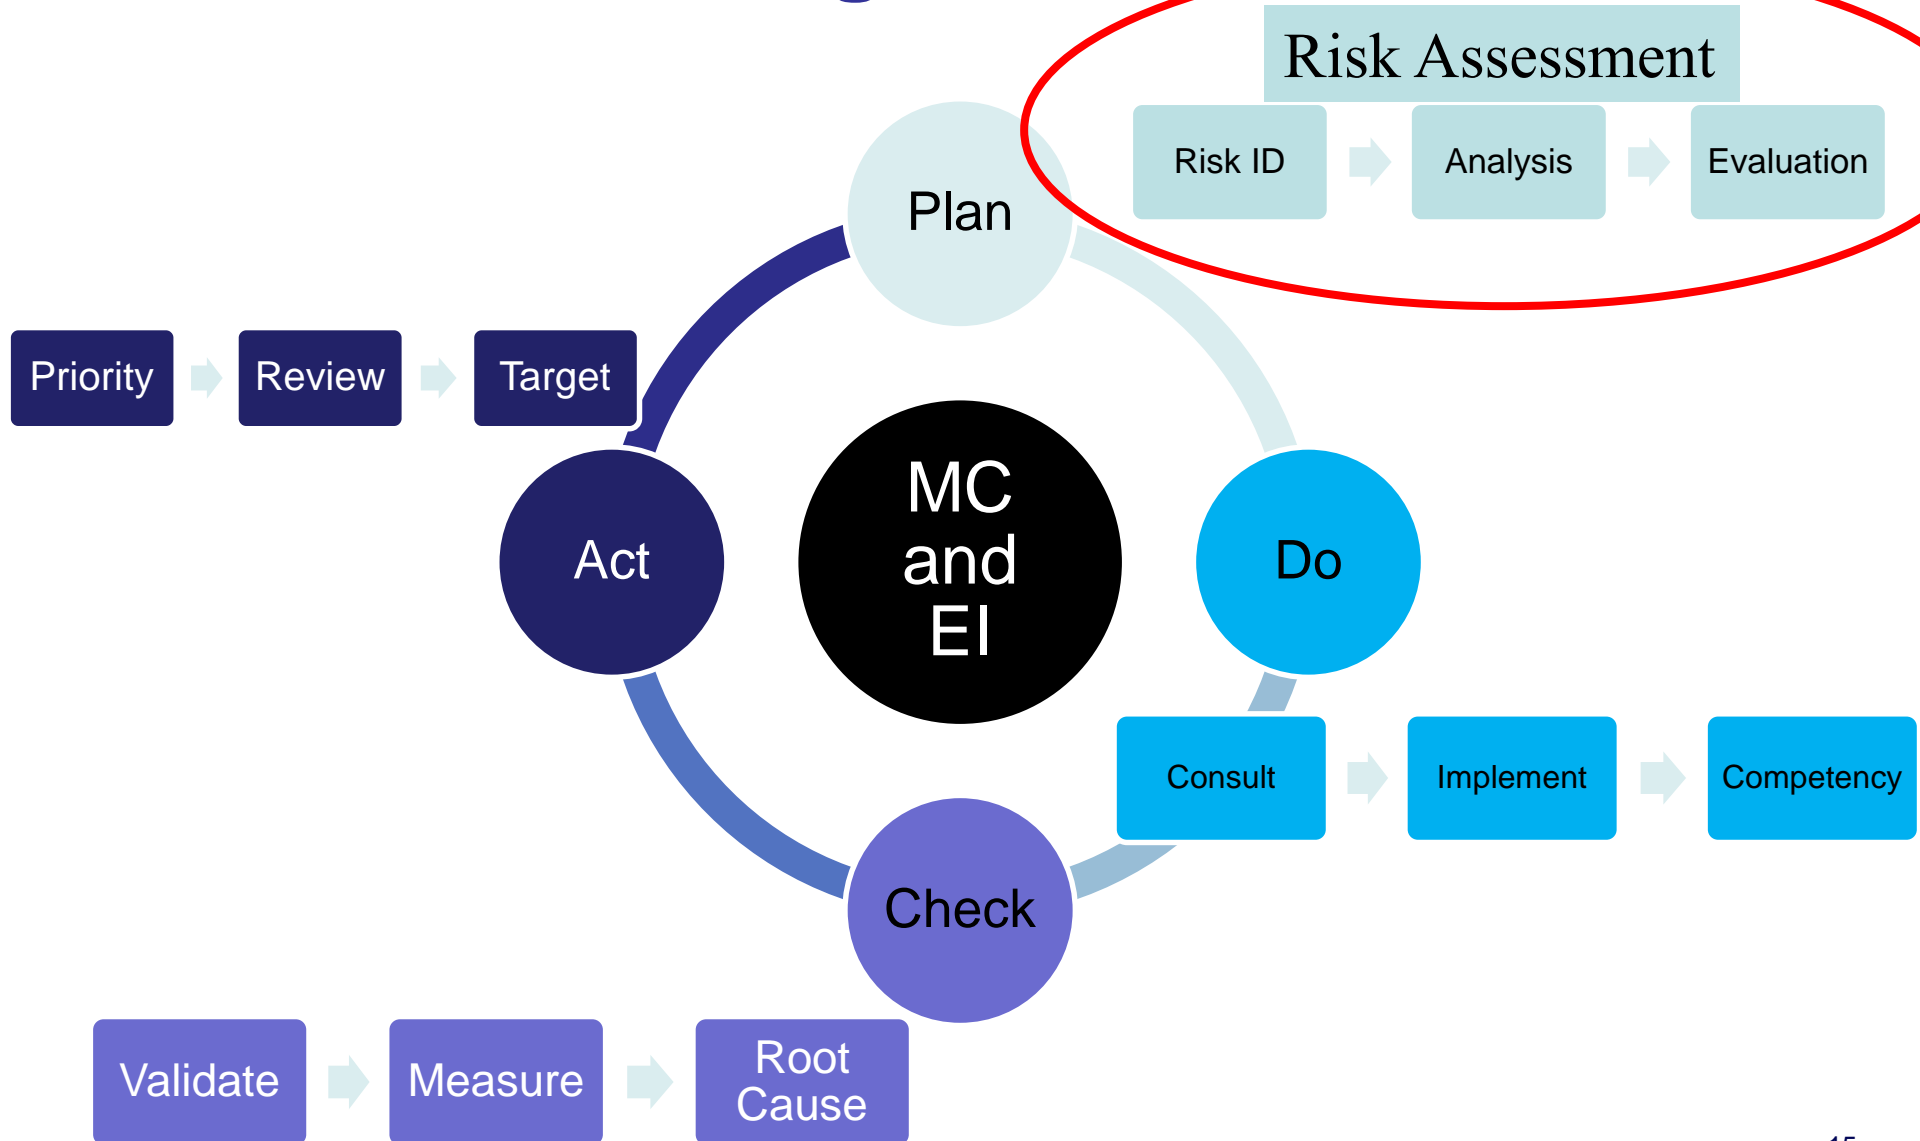 Risk Assessment
Risk ID
Analysis
Evaluation
Plan
Priority
Review
Target
MC
and
EI
Act
Do
Consult
Implement
Competency
Check
Validate
Measure
Root
Cause
15